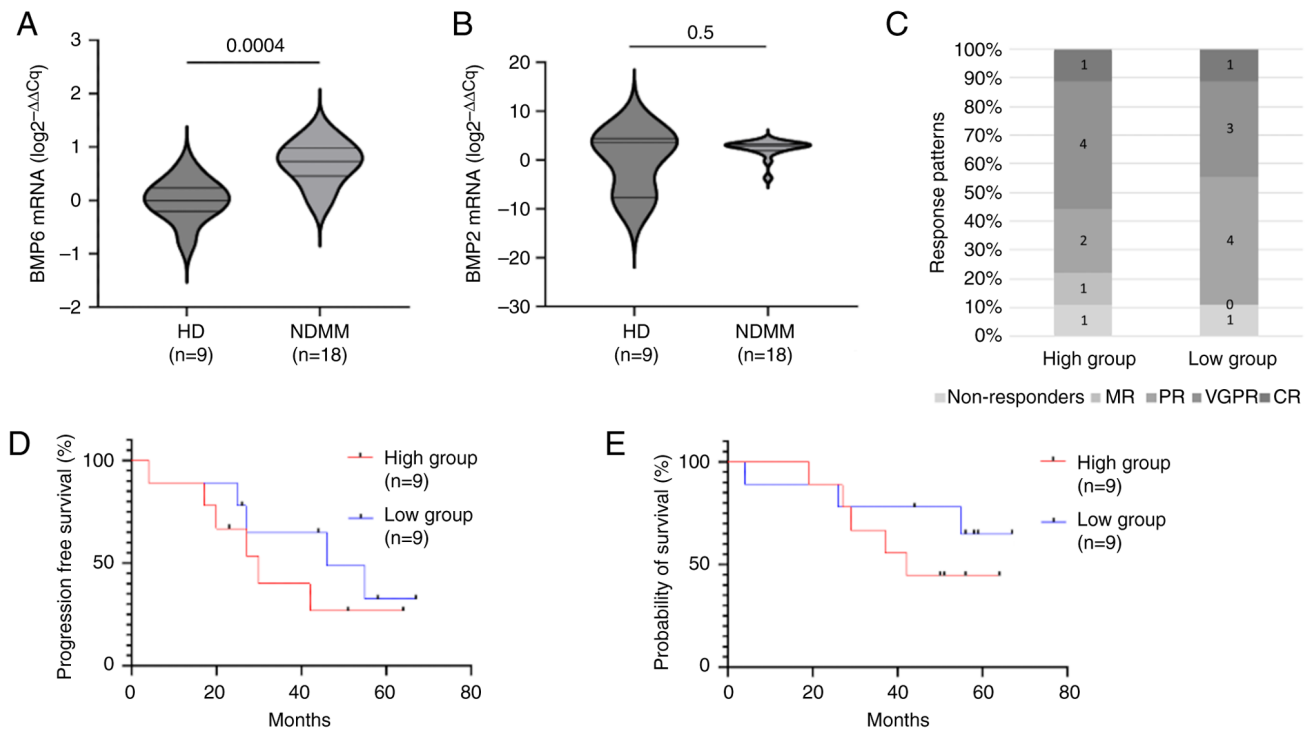 A
BMP6 mRNA (log2−ΔΔCq)
3
2
1
0
−1
−2
0.0004
HD
(n=9)
NDMM
(n=18)
B
BMP2 mRNA (log2−ΔΔCq)
20
10
0
−10
−20
−30
0.5
HD
(n=9)
NDMM
(n=18)
C
Response patterns
100%
90%
80%
70%
60%
50%
40%
30%
20%
10%
0%
1
4
2
1
1
1
3
4
0
1
High group
Low group
Non-responders MR PR VGPR CR
D
Progression free survival (%)
100
50
0
0 20 40 60 80
Months
High group
(n=9)
Low group
(n=9)
E
Probability of survival (%)
100
50
0
0 20 40 60 80
Months
High group
(n=9)
Low group
(n=9)